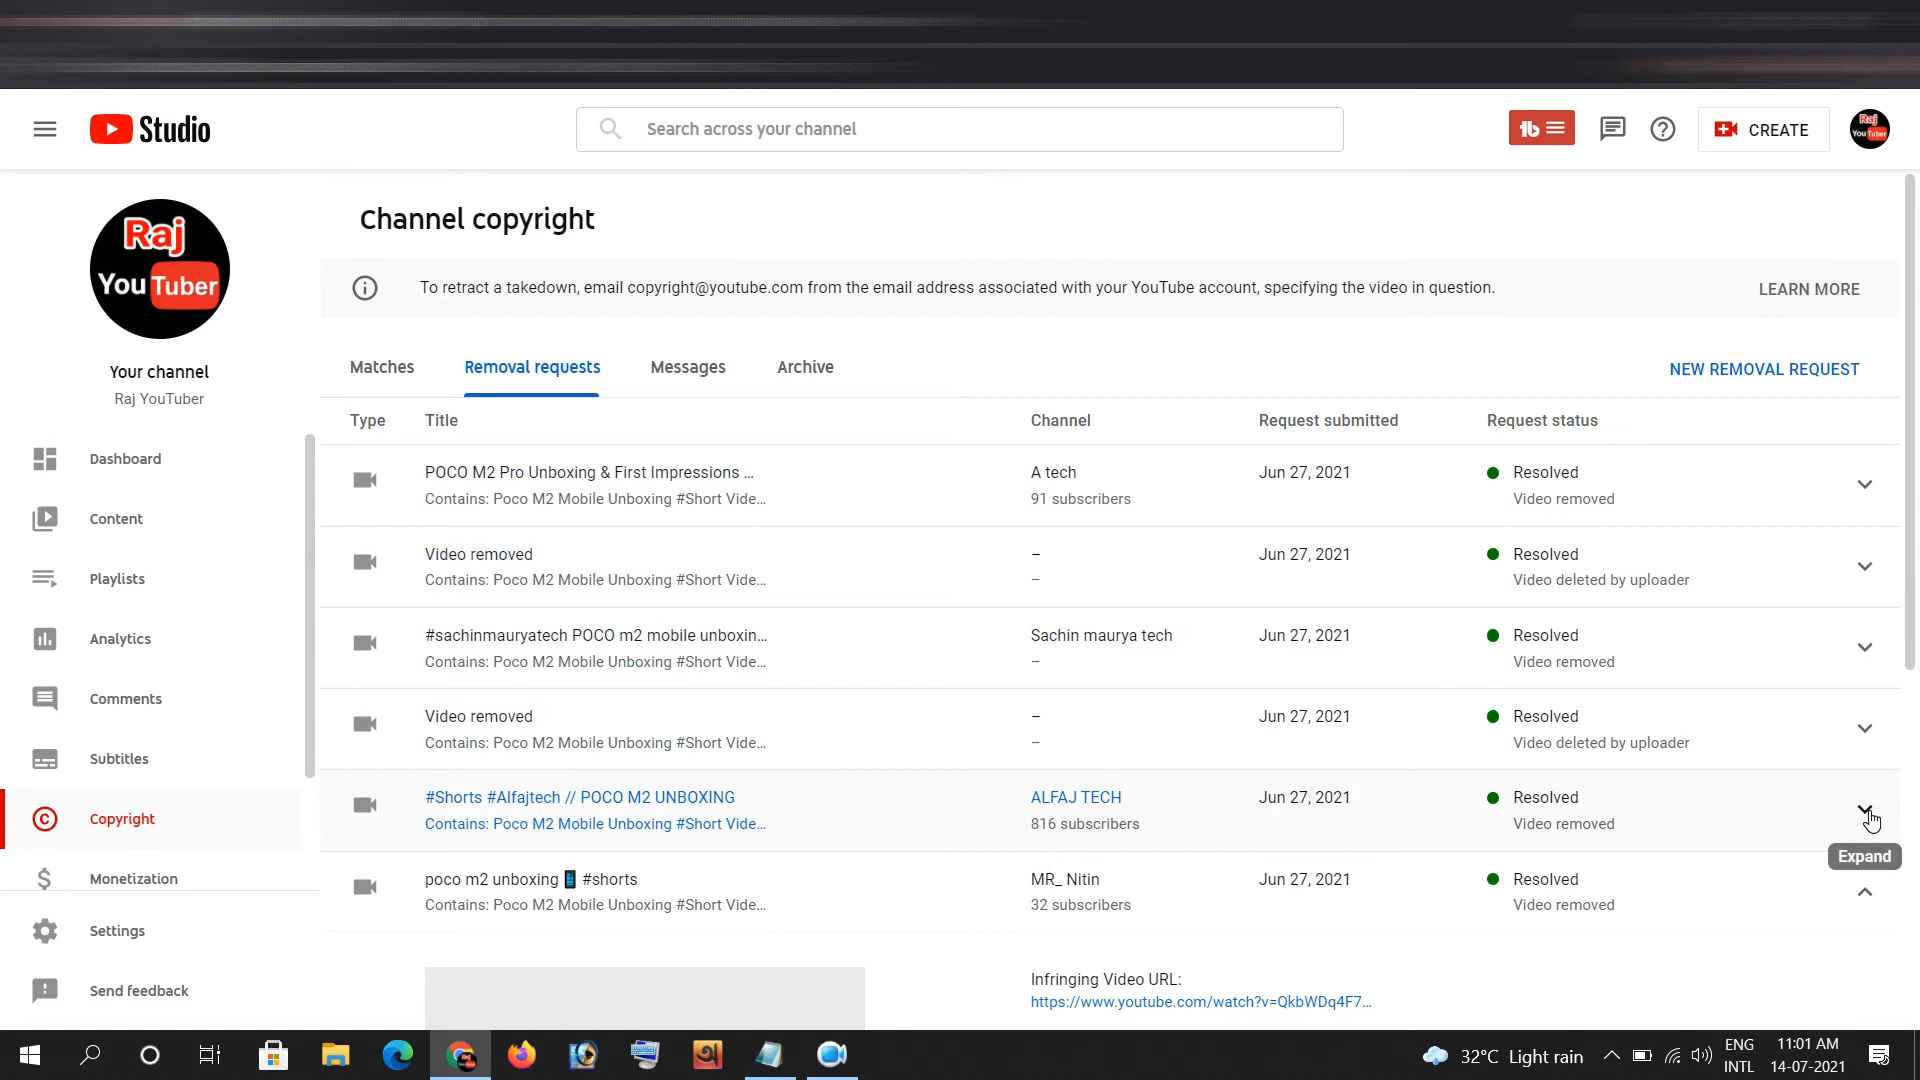 Studio
Search across your channel
CREATE
Raj
YouTuber
Raj
YouTuber
Your channel
Raj YouTuber
Dashboard
Content
Playlists
Analytics
Comments
Subtitles
Copyright
Monetization
Settings
Send feedback
Channel copyright
To retract a takedown, email copyright@youtube.com from the email address associated with your YouTube account, specifying the video in question.
LEARN MORE
Matches Removal requests Messages Archive
NEW REMOVAL REQUEST
Type Title Channel Request submitted Request status
POCO M2 Pro Unboxing & First Impressions ... A tech Jun 27, 2021 Resolved
Contains: Poco M2 Mobile Unboxing #Short Vide... 91 subscribers Video removed
Video removed – Jun 27, 2021 Resolved
Contains: Poco M2 Mobile Unboxing #Short Vide... – Video deleted by uploader
#sachinmauryatech POCO m2 mobile unboxin... Sachin maurya tech Jun 27, 2021 Resolved
Contains: Poco M2 Mobile Unboxing #Short Vide... – Video removed
Video removed – Jun 27, 2021 Resolved
Contains: Poco M2 Mobile Unboxing #Short Vide... – Video deleted by uploader
#Shorts #Alfajtech // POCO M2 UNBOXING ALFAJ TECH Jun 27, 2021 Resolved
Contains: Poco M2 Mobile Unboxing #Short Vide... 816 subscribers Video removed
Expand
poco m2 unboxing📱 #shorts MR_ Nitin Jun 27, 2021 Resolved
Contains: Poco M2 Mobile Unboxing #Short Vide... 32 subscribers Video removed
Infringing Video URL:
https://www.youtube.com/watch?v=QkbWDq4F7...
32°C Light rain
ENG
INTL
11:01 AM
14-07-2021